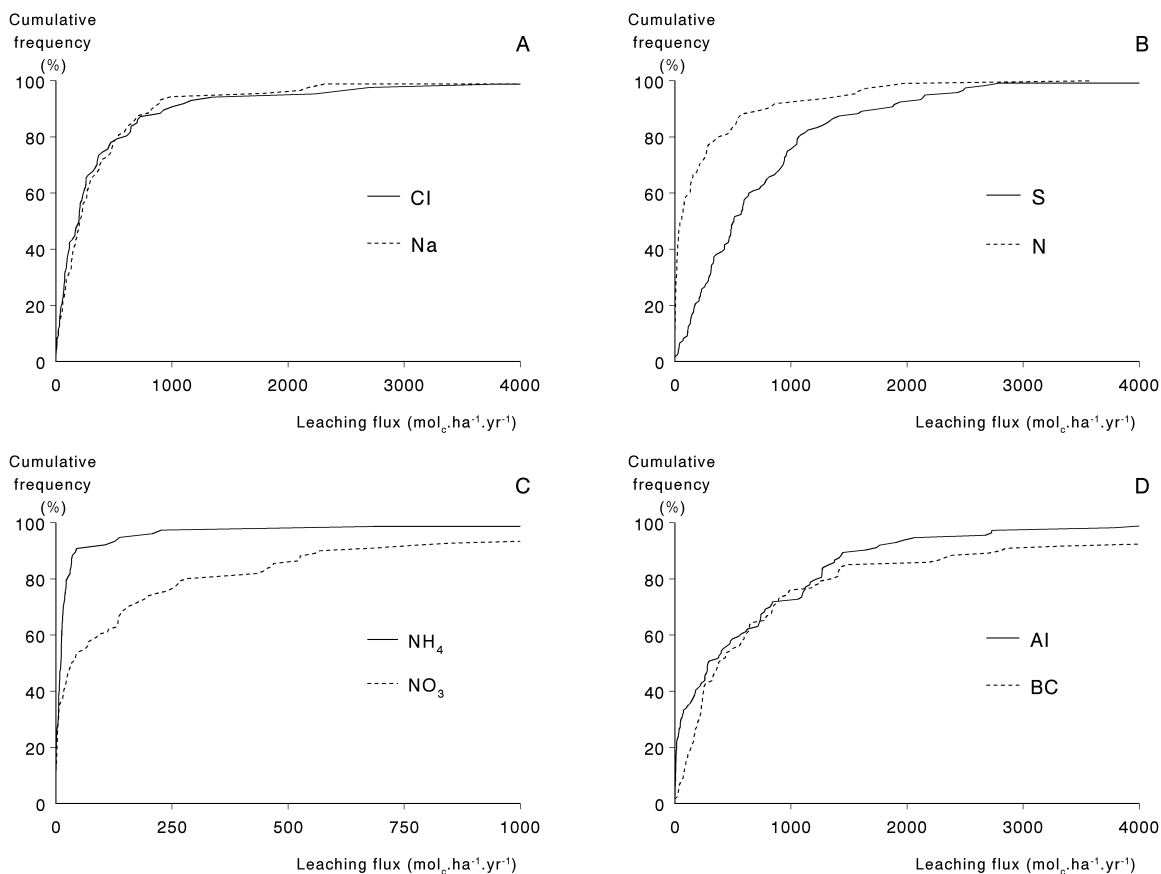 Cumulative
frequency
(%)
A
100
80
60
40
20
0
Cl
Na
0 1000 2000 3000 4000
Leaching flux (mol_c.ha⁻¹.yr⁻¹)
Cumulative
frequency
(%)
B
100
80
60
40
20
0
S
N
0 1000 2000 3000 4000
Leaching flux (mol_c.ha⁻¹.yr⁻¹)
Cumulative
frequency
(%)
C
100
80
60
40
20
0
NH₄
NO₃
0 250 500 750 1000
Leaching flux (mol_c.ha⁻¹.yr⁻¹)
Cumulative
frequency
(%)
D
100
80
60
40
20
0
Al
BC
0 1000 2000 3000 4000
Leaching flux (mol_c.ha⁻¹.yr⁻¹)